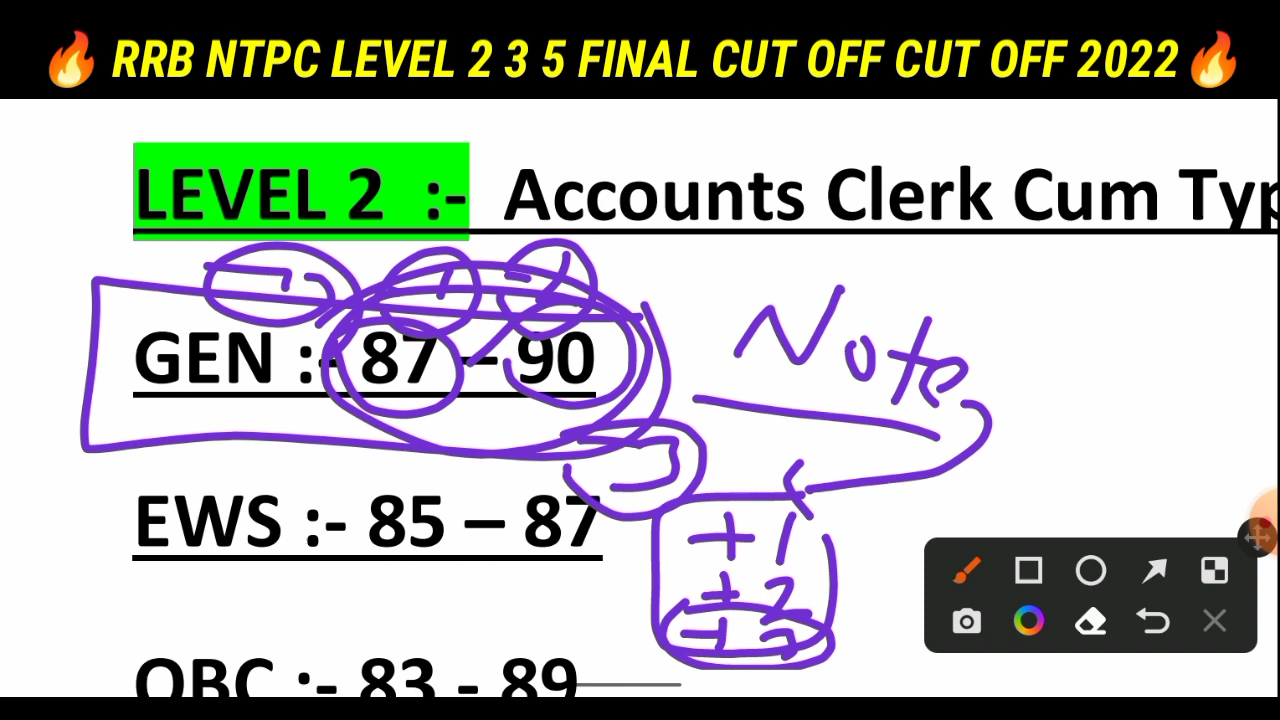 🔥 RRB NTPC LEVEL 2 3 5 FINAL CUT OFF CUT OFF 2022🔥
LEVEL 2 :- Accounts Clerk Cum Typ
GEN :- 87 – 90
Note
EWS :- 85 – 87
+1
+2
OBC :- 83 - 89